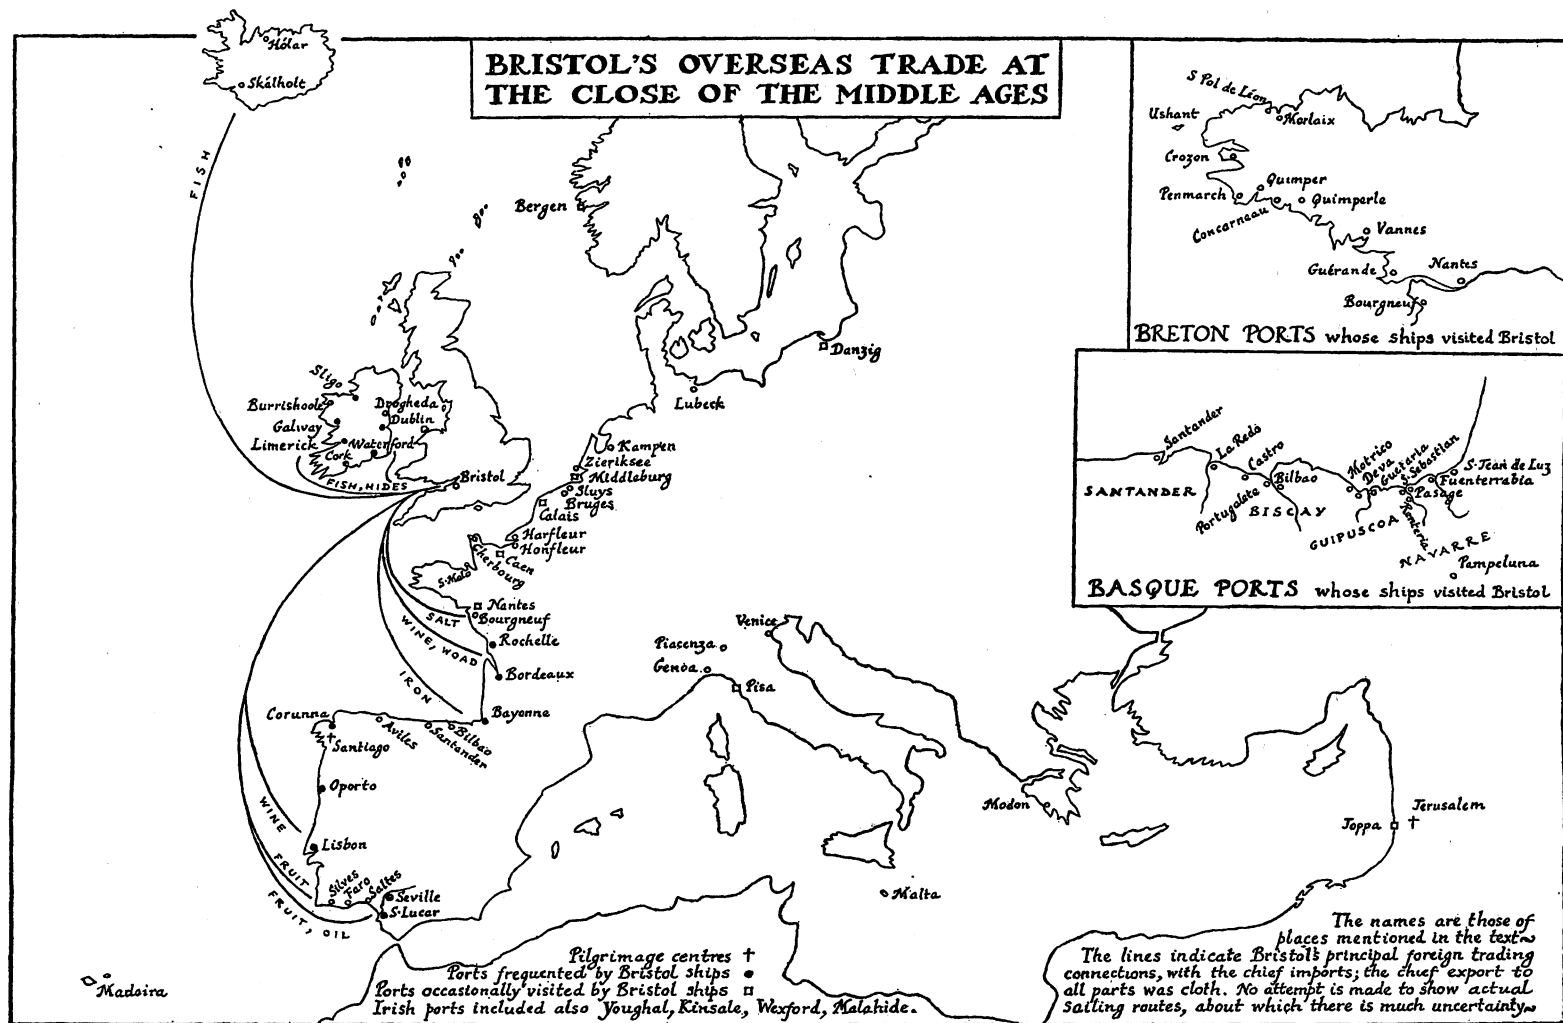 BRISTOL'S OVERSEAS TRADE AT
THE CLOSE OF THE MIDDLE AGES
Hólar
Skálholt
FISH
Bergen
Danzig
Lubeck
Sligo
Burrishoole
Galway
Limerick
Cork
Waterford
Drogheda
Dublin
FISH, HIDES
Bristol
Kampen
Zieriksee
Middleburg
Sluys
Bruges
Calais
Harfleur
Honfleur
Caen
Cherbourg
S. Malo
Nantes
Bourgneuf
Rochelle
Bordeaux
Bayonne
SALT
WINE, WOAD
IRON
Corunna
Santiago
Aviles
Santander
Bilbao
Oporto
Lisbon
WINE
FRUIT
FRUIT, OIL
Silves
Faro
Saltes
Seville
S. Lucar
Madeira
Venice
Piacenza
Genoa
Pisa
Malta
Modon
Jerusalem
Joppa
S Pol de Léon
Ushant
Morlaix
Crozon
Quimper
Penmarch
Quimperle
Concarneau
Vannes
Guérande
Nantes
Bourgneuf
BRETON PORTS whose ships visited Bristol
Santander
La Redo
Castro
Portugalete
Bilbao
Motrico
Deva
Guetaria
S. Sebastian
Pasage
Renteria
S. Jean de Luz
Fuenterrabia
SANTANDER
BISCAY
GUIPUSCOA
NAVARRE
Pampeluna
BASQUE PORTS whose ships visited Bristol
Pilgrimage centres ✝
Ports frequented by Bristol ships ●
Ports occasionally visited by Bristol ships □
Irish ports included also Youghal, Kinsale, Wexford, Malahide.
The names are those of
places mentioned in the text~
The lines indicate Bristol's principal foreign trading
connections, with the chief imports; the chief export to
all parts was cloth. No attempt is made to show actual
Sailing routes, about which there is much uncertainty~